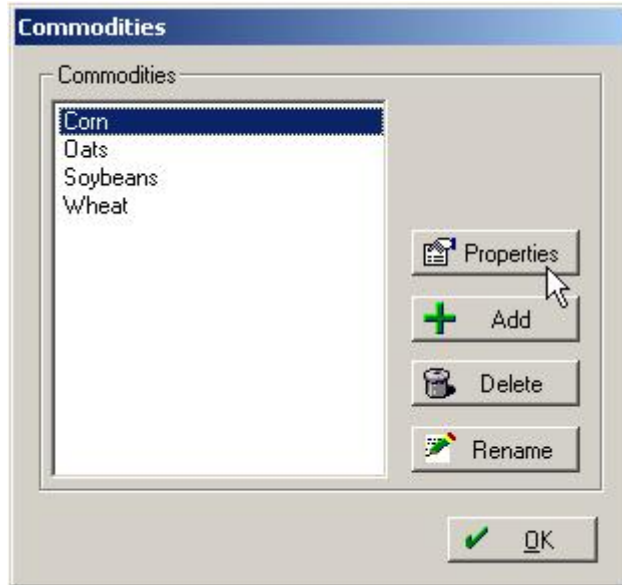 Commodities
Commodities
Corn
Oats
Soybeans
Wheat
Properties
Add
Delete
Rename
OK